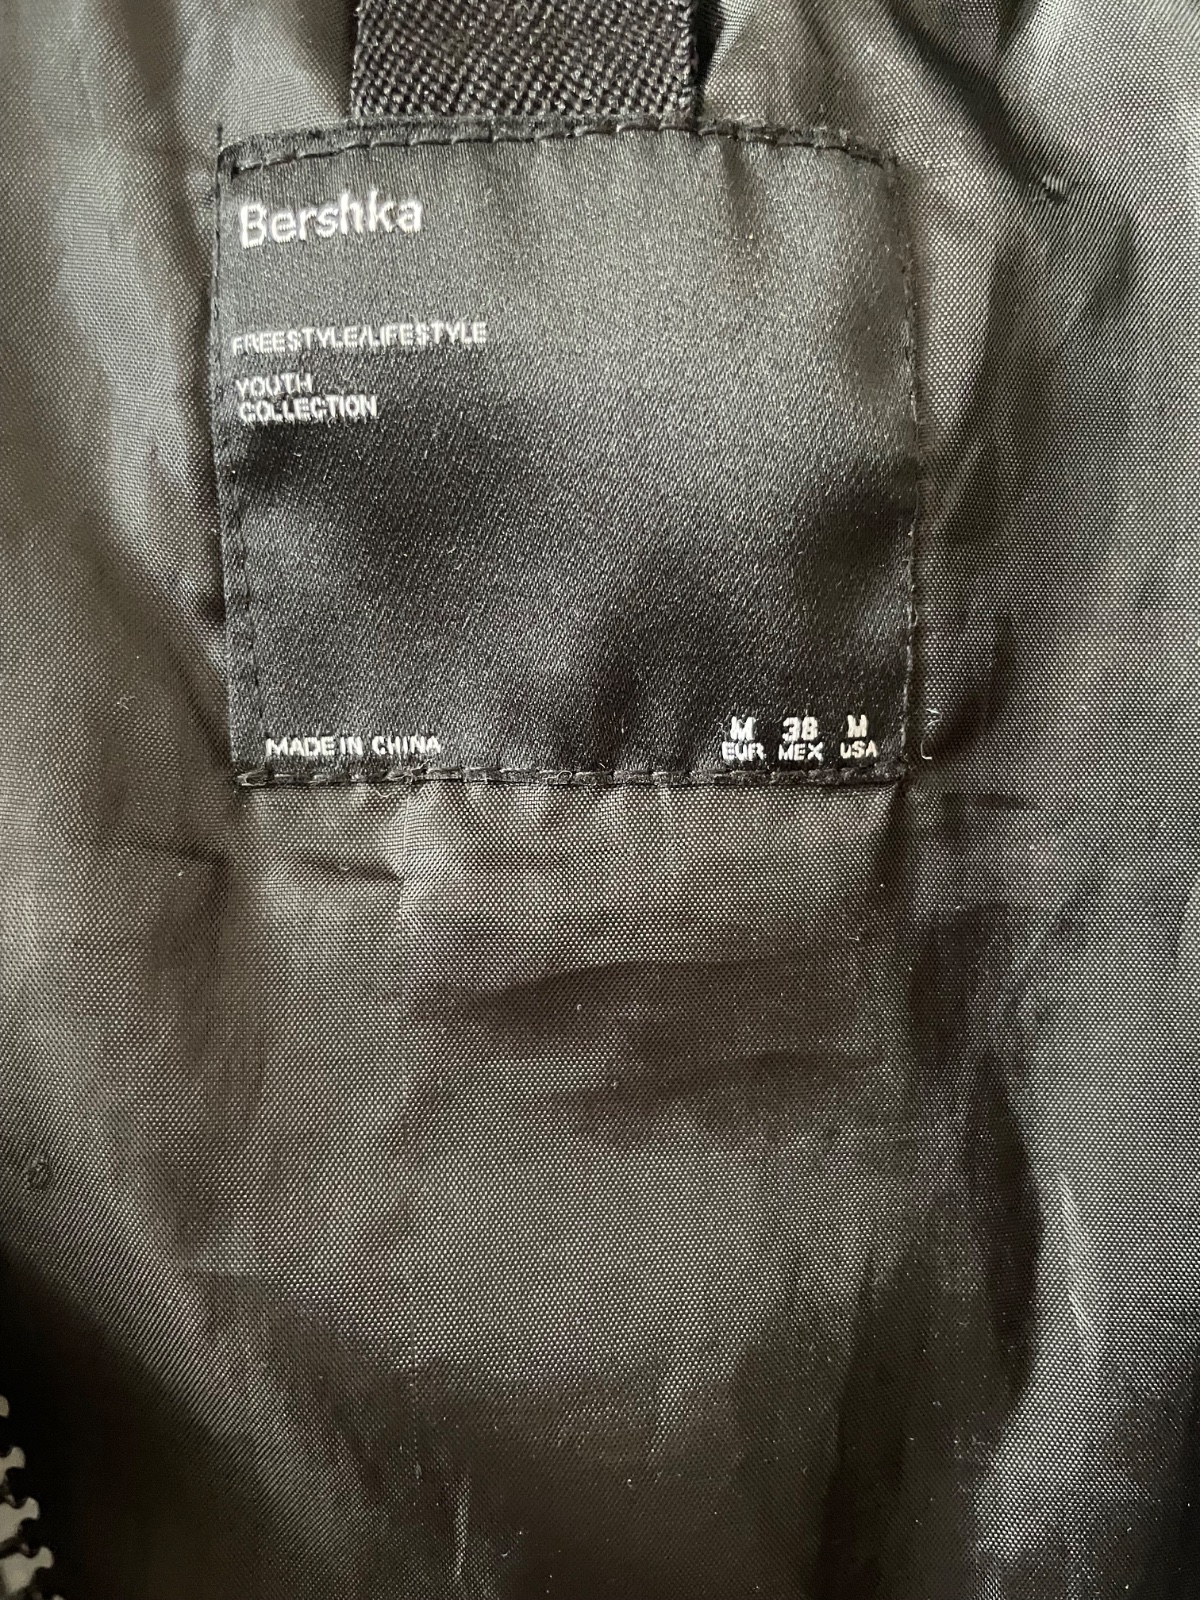 Bershka
FREESTYLE/LIFESTYLE
YOUTH
COLLECTION
MADE IN CHINA
M 38 M
EUR MEX USA